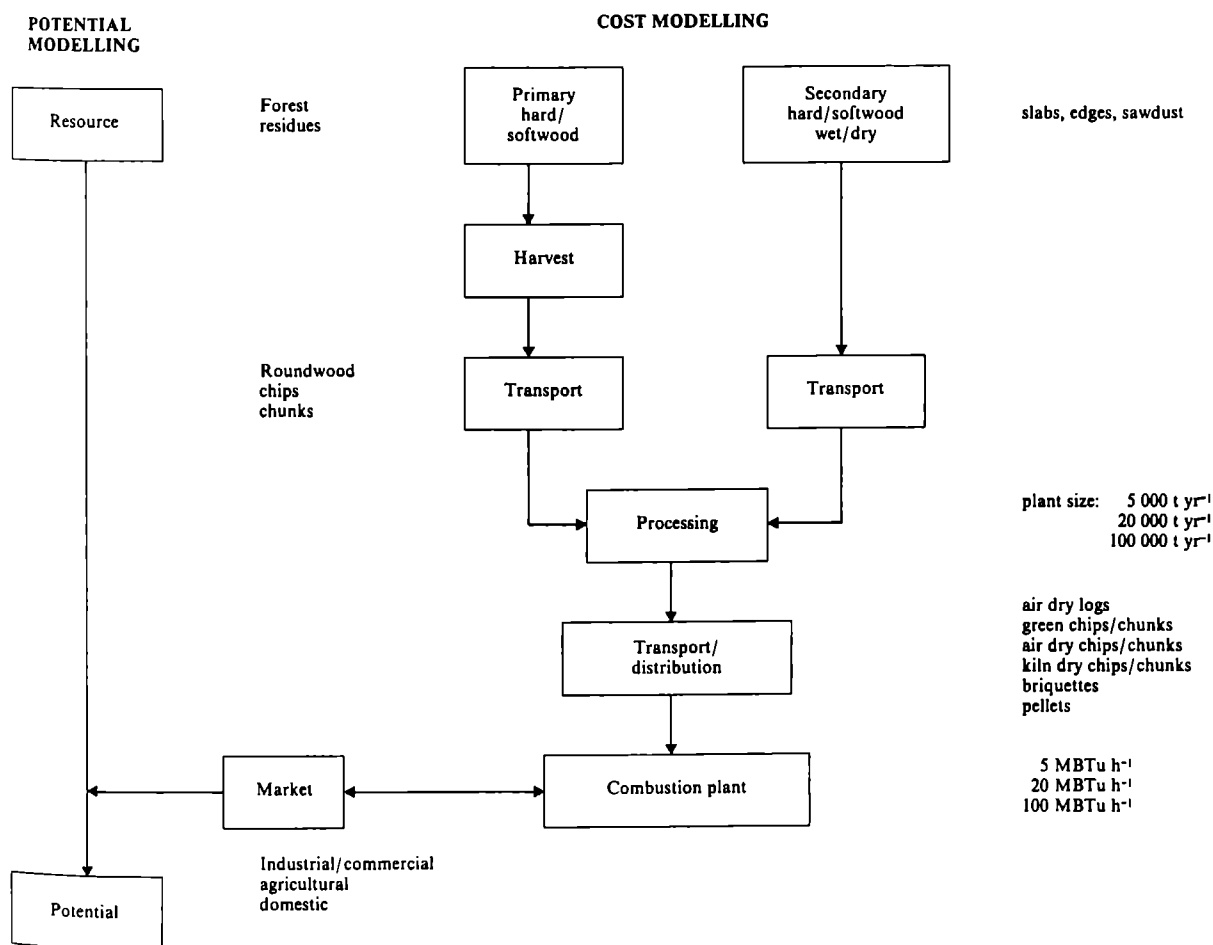 POTENTIAL
MODELLING
COST MODELLING
Resource
Forest
residues
Primary
hard/
softwood
Secondary
hard/softwood
wet/dry
slabs, edges, sawdust
Harvest
Roundwood
chips
chunks
Transport
Transport
Processing
plant size: 5 000 t yr⁻¹
20 000 t yr⁻¹
100 000 t yr⁻¹
Transport/
distribution
air dry logs
green chips/chunks
air dry chips/chunks
kiln dry chips/chunks
briquettes
pellets
Market
Combustion plant
5 MBTu h⁻¹
20 MBTu h⁻¹
100 MBTu h⁻¹
Industrial/commercial
agricultural
domestic
Potential